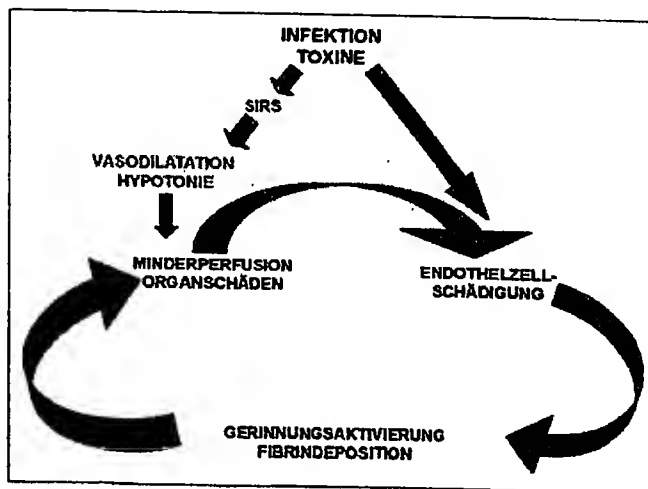 INFEKTION
TOXINE
SIRS
VASODILATATION
HYPOTONIE
MINDERPERFUSION
ORGANSCHÄDEN
ENDOTHELZELL-
SCHÄDIGUNG
GERINNUNGSAKTIVIERUNG
FIBRINDEPOSITION